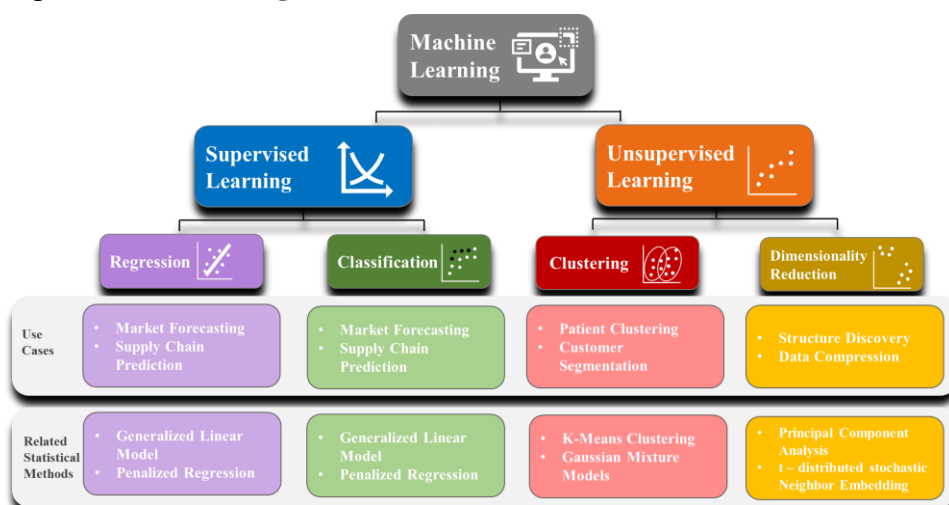 Machine
Learning
Supervised
Learning
Unsupervised
Learning
Regression
Classification
Clustering
Dimensionality
Reduction
Use
Cases
• Market Forecasting
• Supply Chain
Prediction
• Market Forecasting
• Supply Chain
Prediction
• Patient Clustering
• Customer
Segmentation
• Structure Discovery
• Data Compression
Related
Statistical
Methods
• Generalized Linear
Model
• Penalized Regression
• Generalized Linear
Model
• Penalized Regression
• K-Means Clustering
• Gaussian Mixture
Models
• Principal Component
Analysis
• t – distributed stochastic
Neighbor Embedding